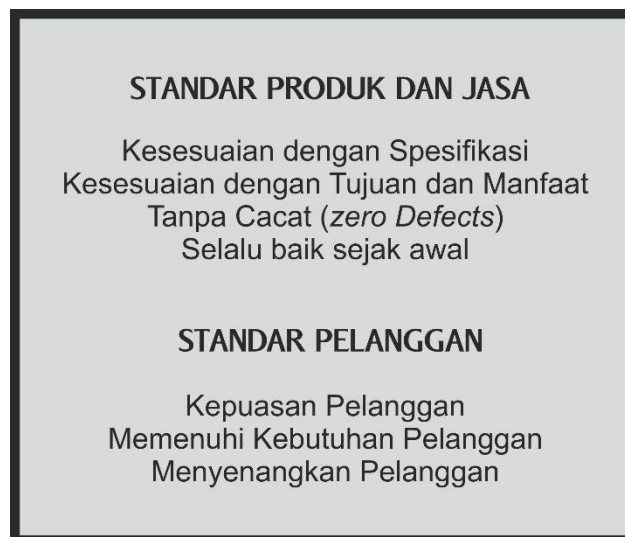 STANDAR PRODUK DAN JASA
Kesesuaian dengan Spesifikasi
Kesesuaian dengan Tujuan dan Manfaat
Tanpa Cacat (zero Defects)
Selalu baik sejak awal
STANDAR PELANGGAN
Kepuasan Pelanggan
Memenuhi Kebutuhan Pelanggan
Menyenangkan Pelanggan